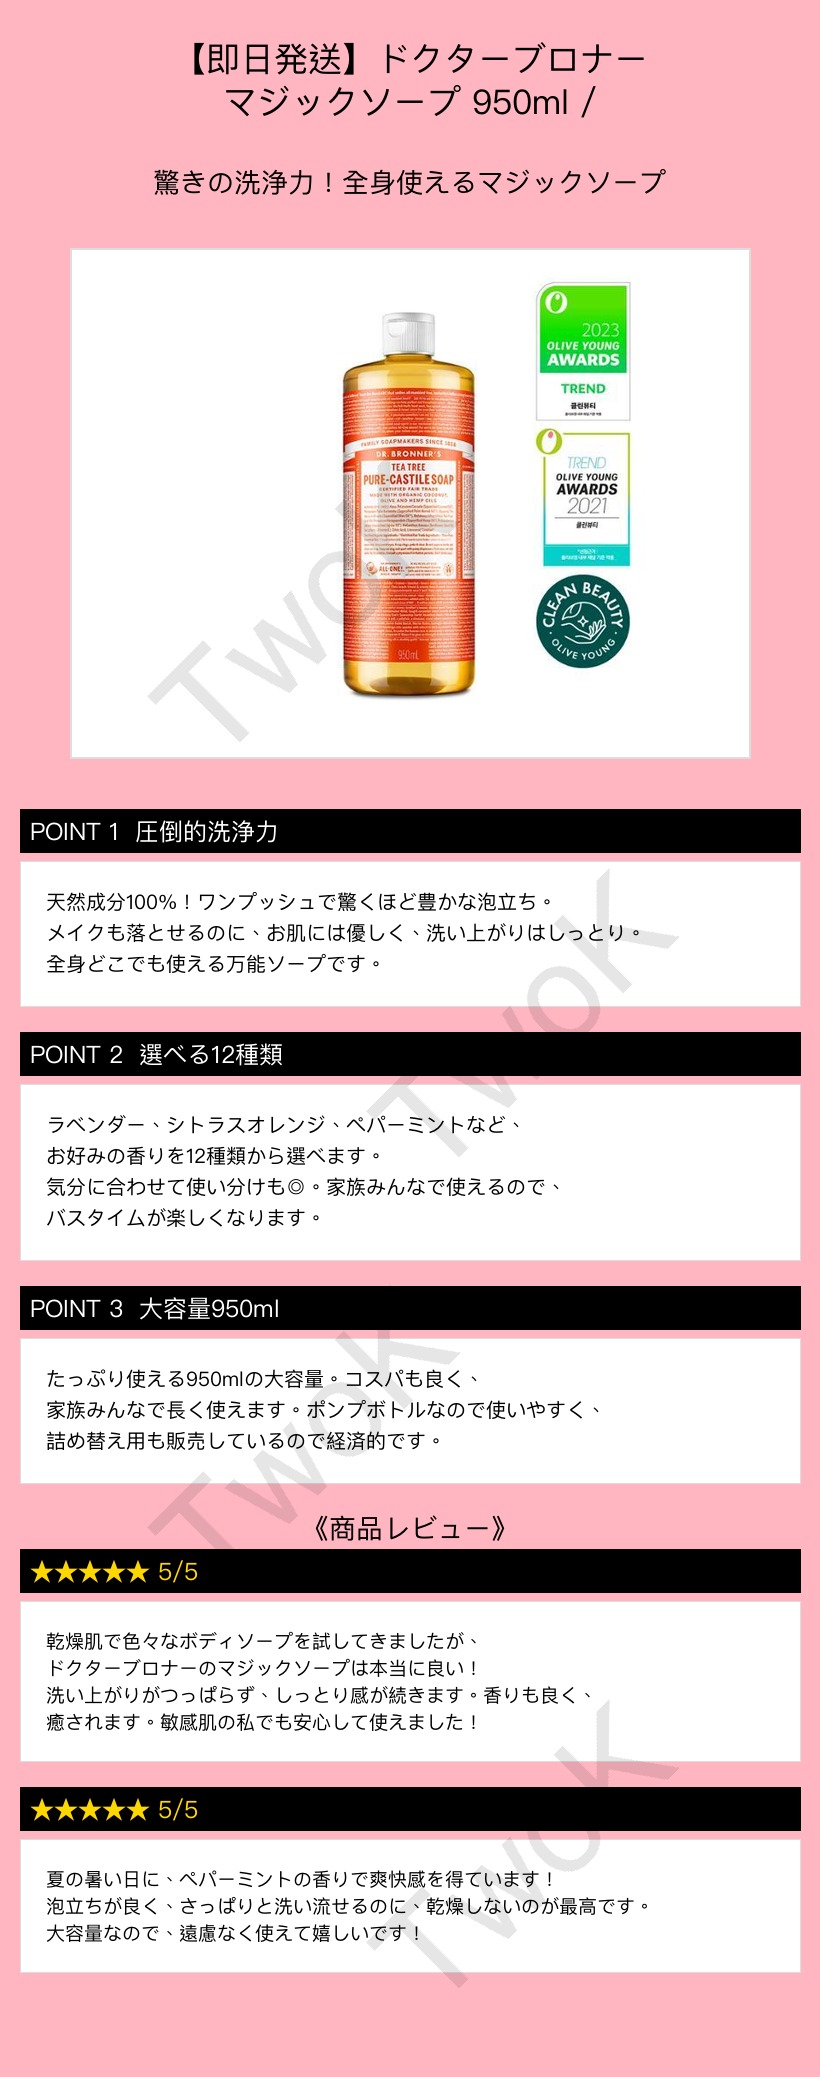 【即日発送】ドクターブロナー
マジックソープ 950ml /
驚きの洗浄力！全身使えるマジックソープ
2023
OLIVE YOUNG
AWARDS
TREND
클린뷰티
TREND
OLIVE YOUNG
AWARDS
2021
클린뷰티
CLEAN BEAUTY
OLIVE YOUNG
FAMILY SOAPMAKERS SINCE 1858
DR. BRONNER'S
TEA TREE
PURE-CASTILE SOAP
CERTIFIED FAIR TRADE
MADE WITH ORGANIC COCONUT,
OLIVE AND HEMP OILS
ALL-ONE!
950mL
TwoK
POINT 1 圧倒的洗浄力
天然成分100%！ワンプッシュで驚くほど豊かな泡立ち。
メイクも落とせるのに、お肌には優しく、洗い上がりはしっとり。
全身どこでも使える万能ソープです。
TwoK
POINT 2 選べる12種類
ラベンダー、シトラスオレンジ、ペパーミントなど、
お好みの香りを12種類から選べます。
気分に合わせて使い分けも◎。家族みんなで使えるので、
バスタイムが楽しくなります。
POINT 3 大容量950ml
たっぷり使える950mlの大容量。コスパも良く、
家族みんなで長く使えます。ポンプボトルなので使いやすく、
詰め替え用も販売しているので経済的です。
TwoK
《商品レビュー》
★★★★★ 5/5
乾燥肌で色々なボディソープを試してきましたが、
ドクターブロナーのマジックソープは本当に良い！
洗い上がりがつっぱらず、しっとり感が続きます。香りも良く、
癒されます。敏感肌の私でも安心して使えました！
★★★★★ 5/5
夏の暑い日に、ペパーミントの香りで爽快感を得ています！
泡立ちが良く、さっぱりと洗い流せるのに、乾燥しないのが最高です。
大容量なので、遠慮なく使えて嬉しいです！
TwoK